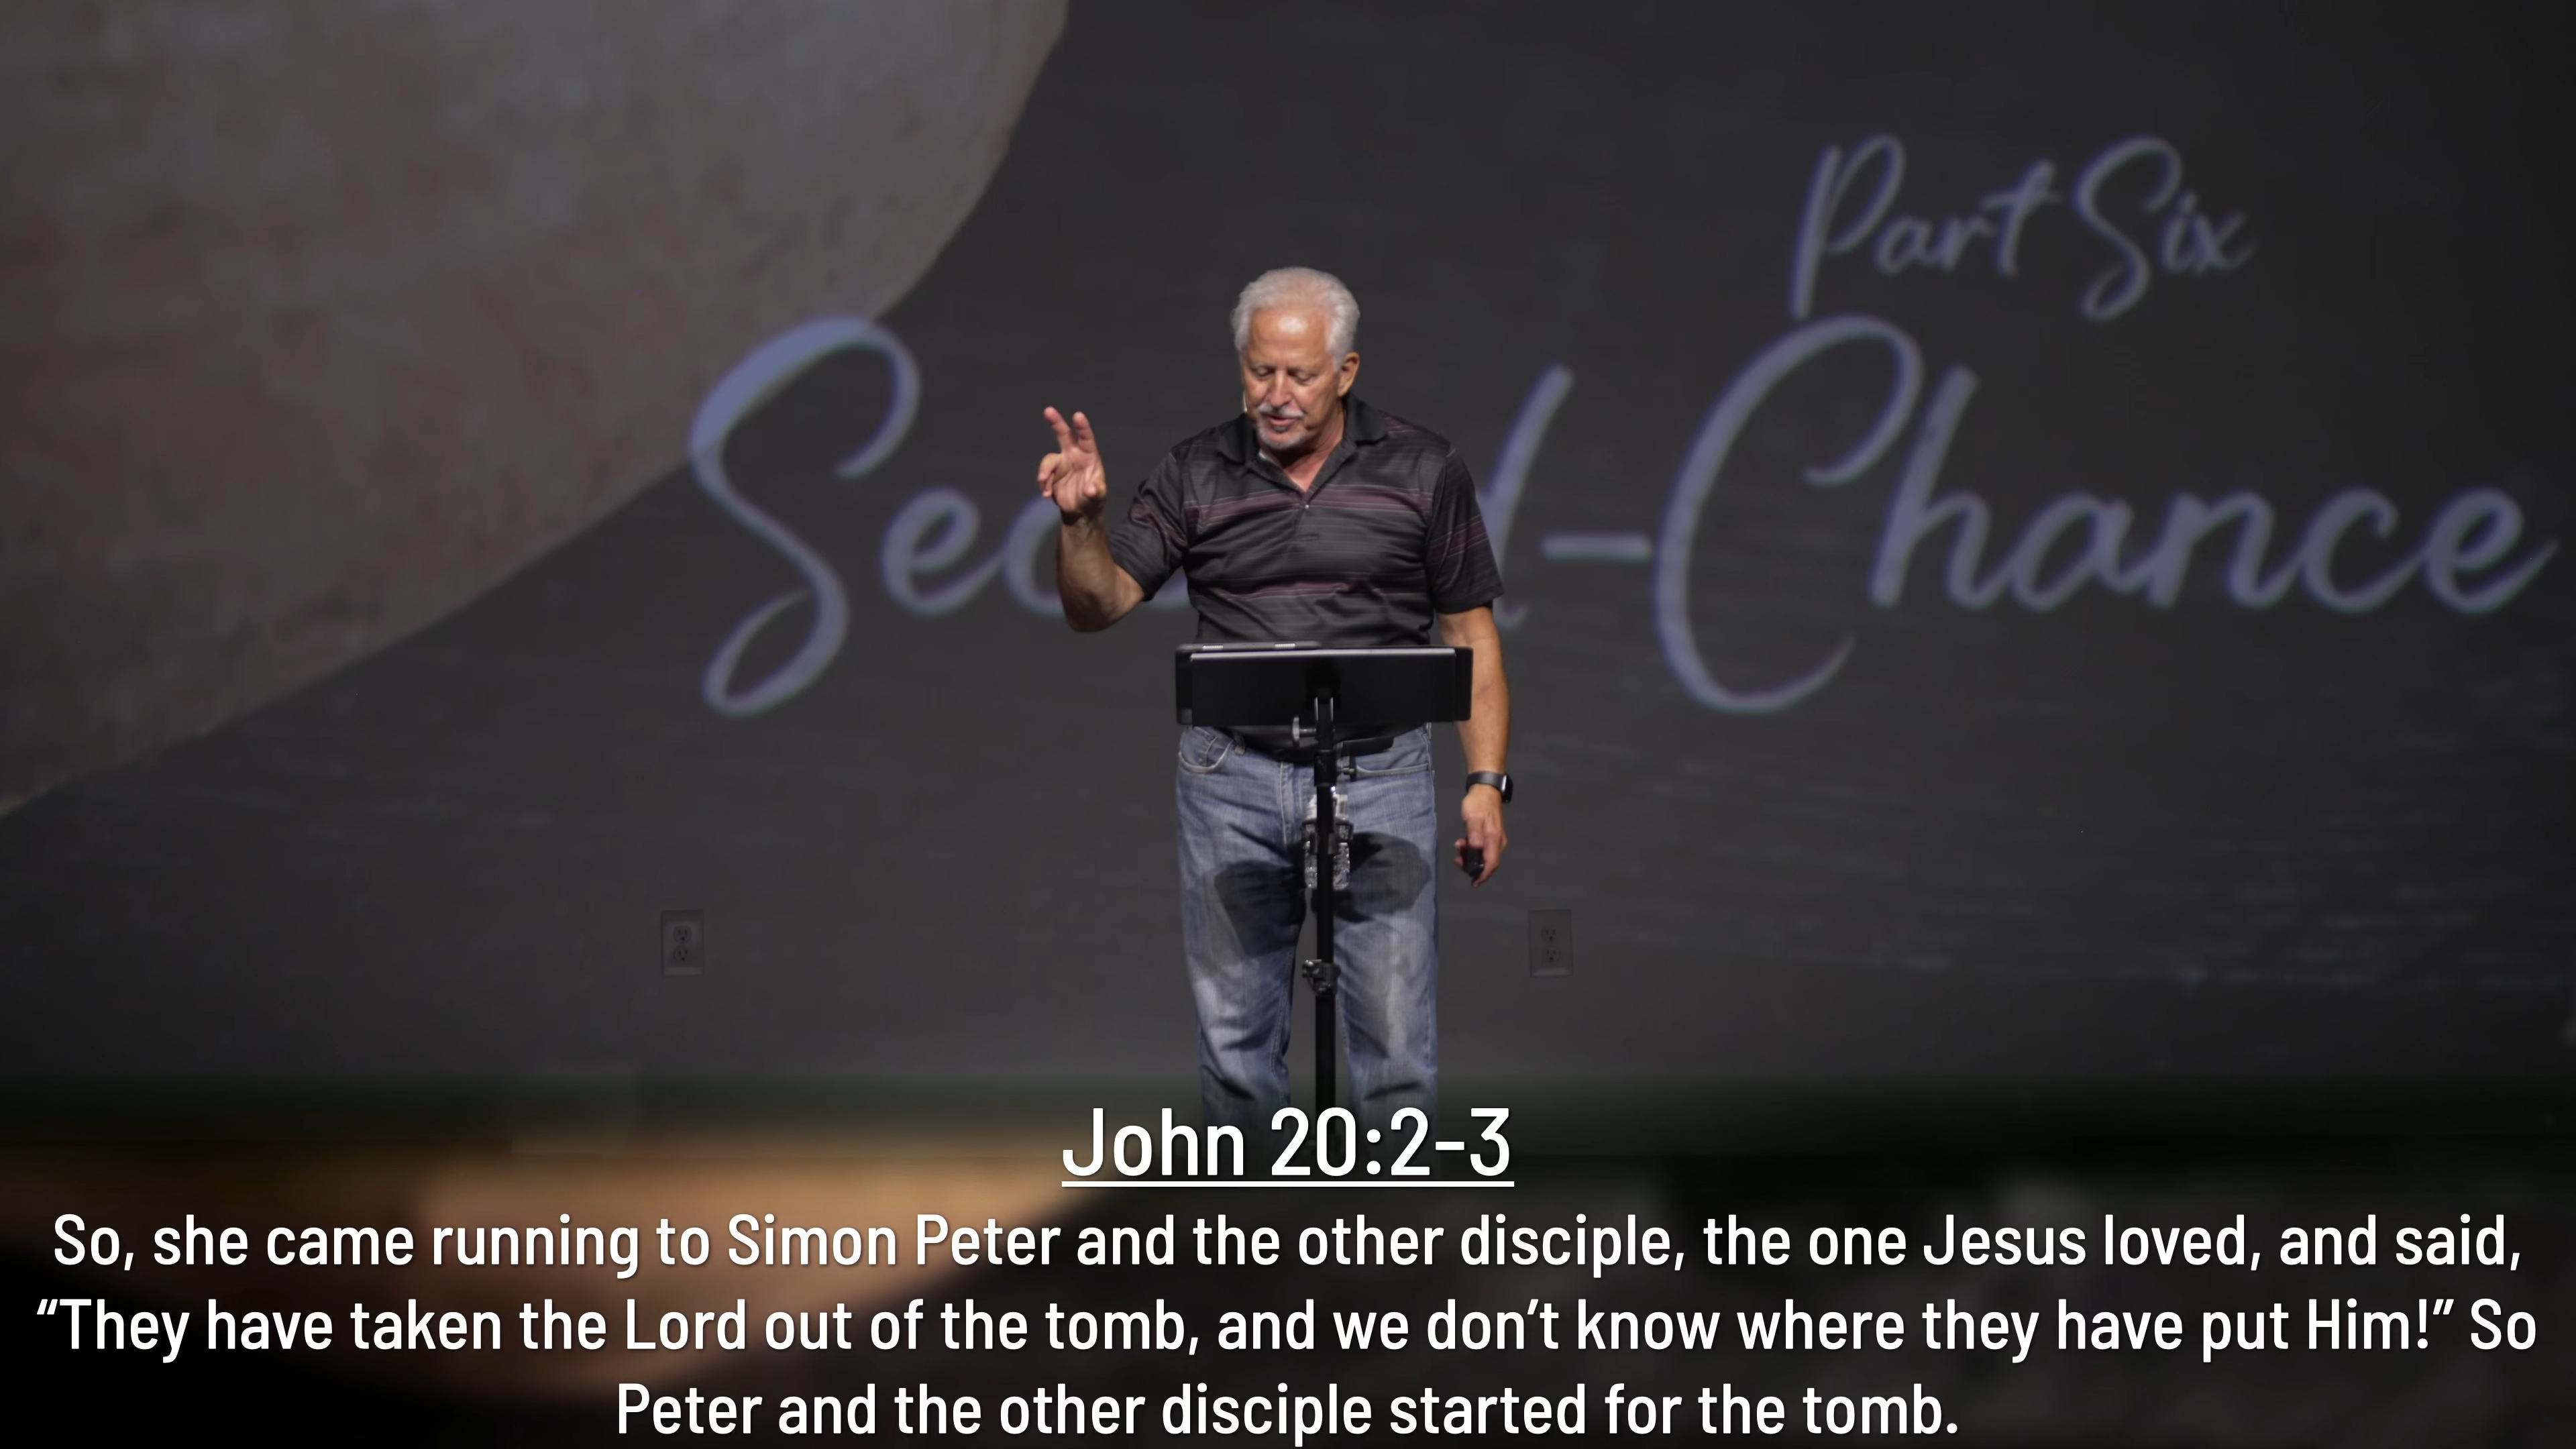 Part Six
Sec d-Chance
John 20:2-3
So, she came running to Simon Peter and the other disciple, the one Jesus loved, and said,
“They have taken the Lord out of the tomb, and we don’t know where they have put Him!” So
Peter and the other disciple started for the tomb.